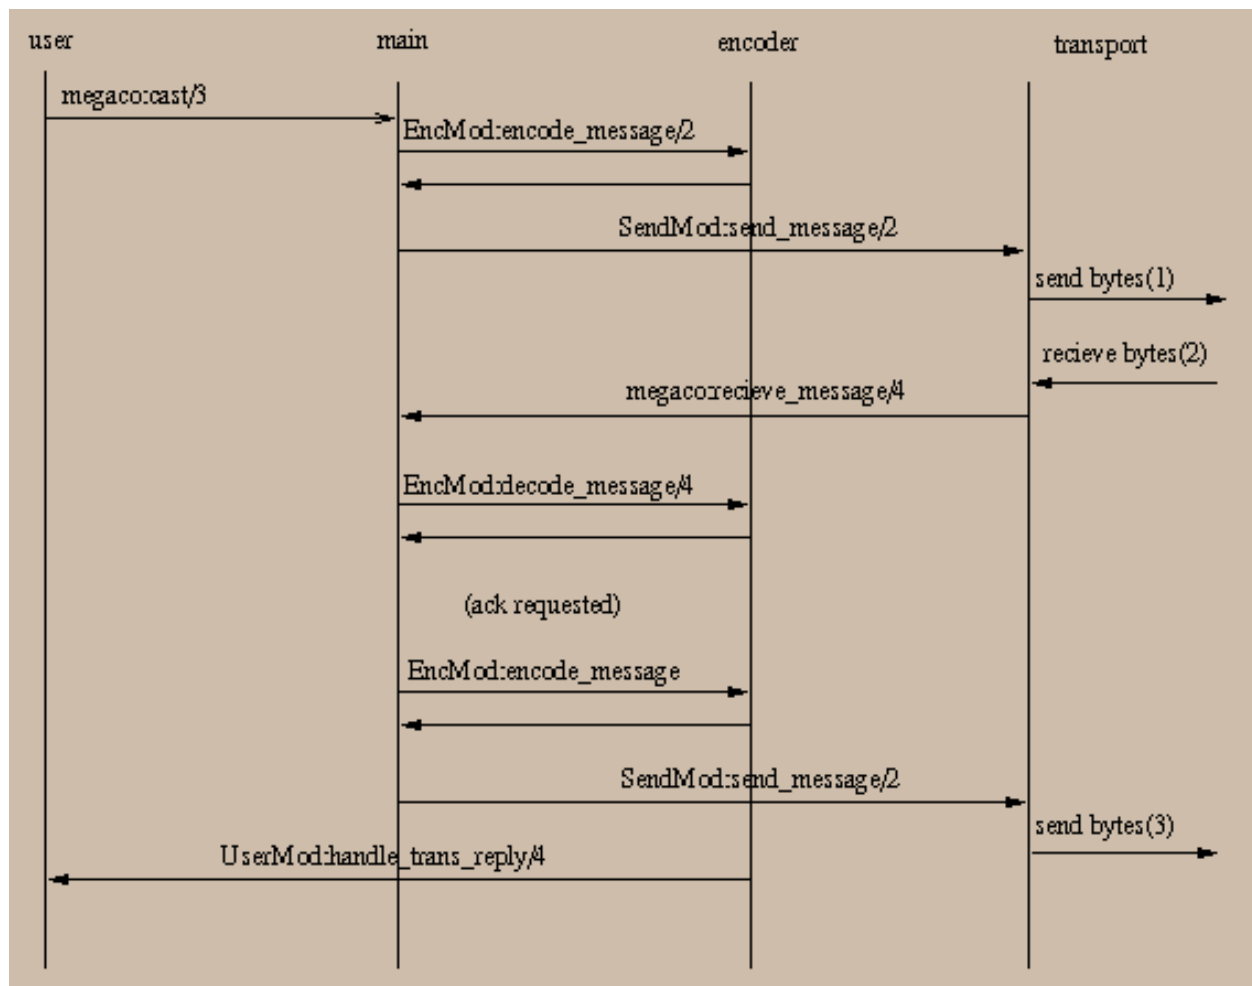 user
main
encoder
transport
megaco:cast/3
EncMod:encode_message/2
SendMod:send_message/2
send bytes(1)
recieve bytes(2)
megaco:recieve_message/4
EncMod:decode_message/4
(ack requested)
EncMod:encode_message
SendMod:send_message/2
send bytes(3)
UserMod:handle_trans_reply/4